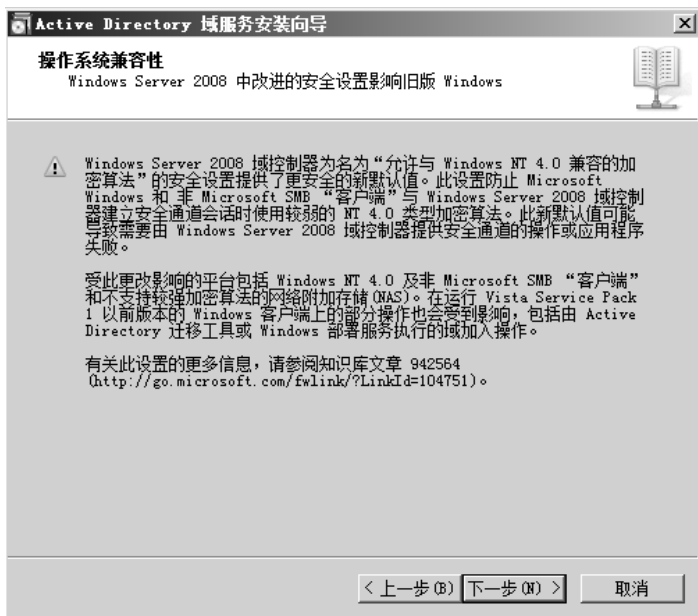 Active Directory 域服务安装向导
操作系统兼容性
Windows Server 2008 中改进的安全设置影响旧版 Windows
Windows Server 2008 域控制器为名为“允许与 Windows NT 4.0 兼容的加
密算法”的安全设置提供了更安全的新默认值。此设置防止 Microsoft
Windows 和 非 Microsoft SMB “客户端”与 Windows Server 2008 域控制
器建立安全通道会话时使用较弱的 NT 4.0 类型加密算法。此新默认值可能
导致需要由 Windows Server 2008 域控制器提供安全通道的操作或应用程序
失败。
受此更改影响的平台包括 Windows NT 4.0 及非 Microsoft SMB “客户端”
和不支持较强加密算法的网络附加存储(NAS)。在运行 Vista Service Pack
1 以前版本的 Windows 客户端上的部分操作也会受到影响，包括由 Active
Directory 迁移工具或 Windows 部署服务执行的域加入操作。
有关此设置的更多信息，请参阅知识库文章 942564
(http://go.microsoft.com/fwlink/?LinkId=104751)。
< 上一步(B) 下一步(N) > 取消